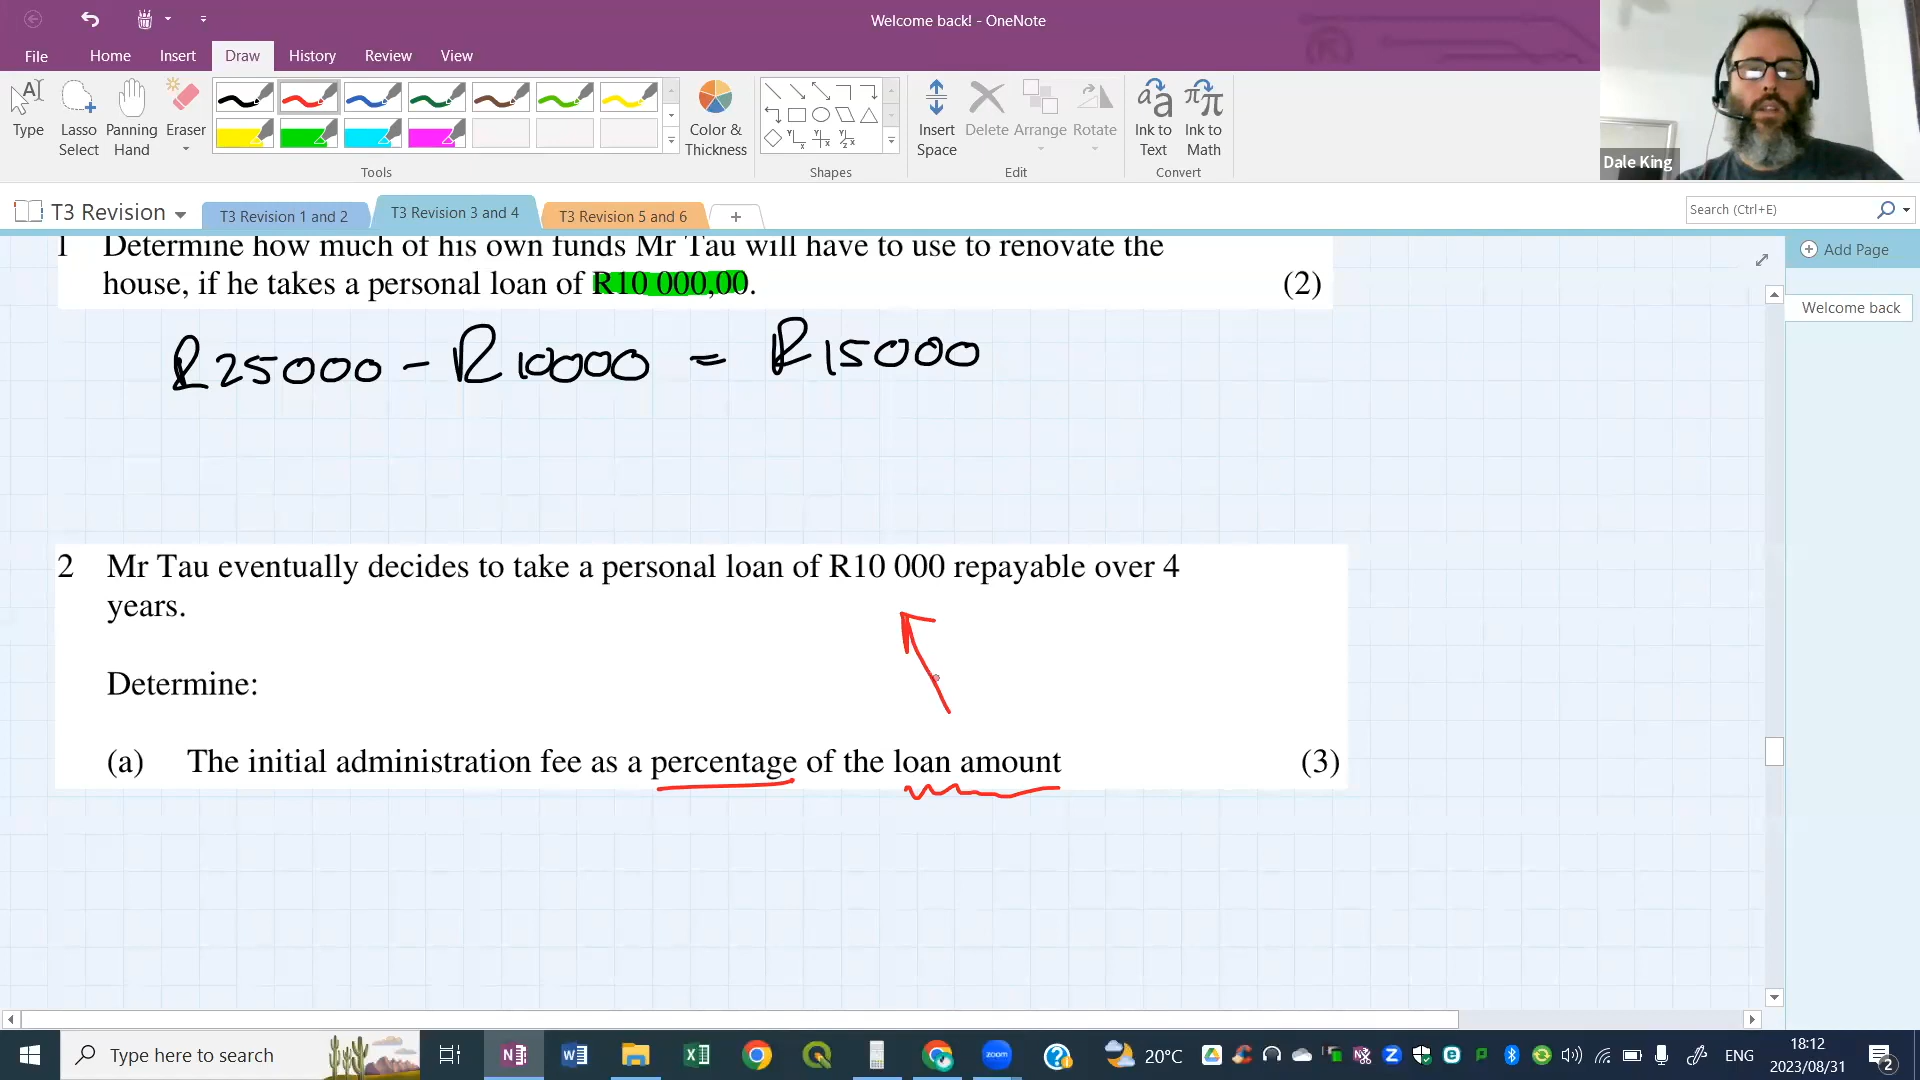 Welcome back! - OneNote
File Home Insert Draw History Review View
Type
Lasso Select
Panning Hand
Eraser
Color & Thickness
Insert Space
Delete Arrange Rotate
Ink to Text
Ink to Math
Tools Shapes Edit Convert
Dale King
T3 Revision T3 Revision 1 and 2 T3 Revision 3 and 4 T3 Revision 5 and 6 +
Search (Ctrl+E)
Add Page
Welcome back
1 Determine how much of his own funds Mr Tau will have to use to renovate the
house, if he takes a personal loan of R10 000,00. (2)
R25000 - R10000 = R15000
2 Mr Tau eventually decides to take a personal loan of R10 000 repayable over 4
years.
Determine:
(a) The initial administration fee as a percentage of the loan amount (3)
Type here to search
zoom
20°C
ENG
18:12
2023/08/31
2